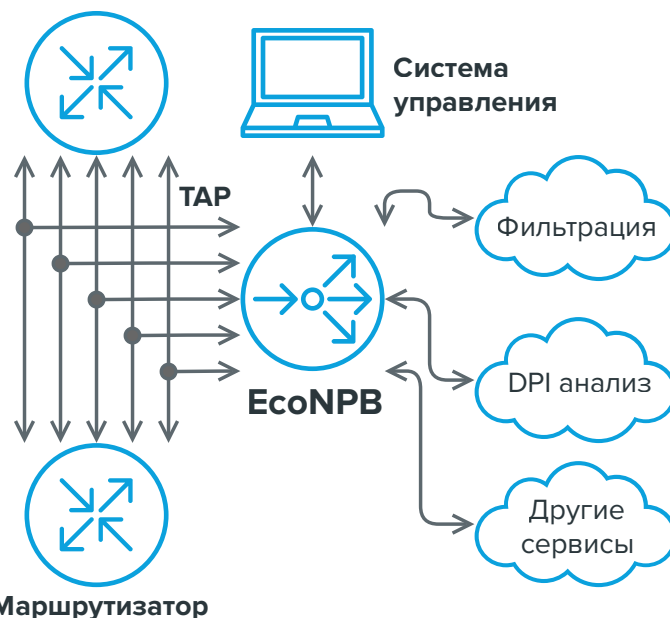 Система
управления
TAP
Фильтрация
DPI анализ
EcoNPB
Другие
сервисы
Маршрутизатор